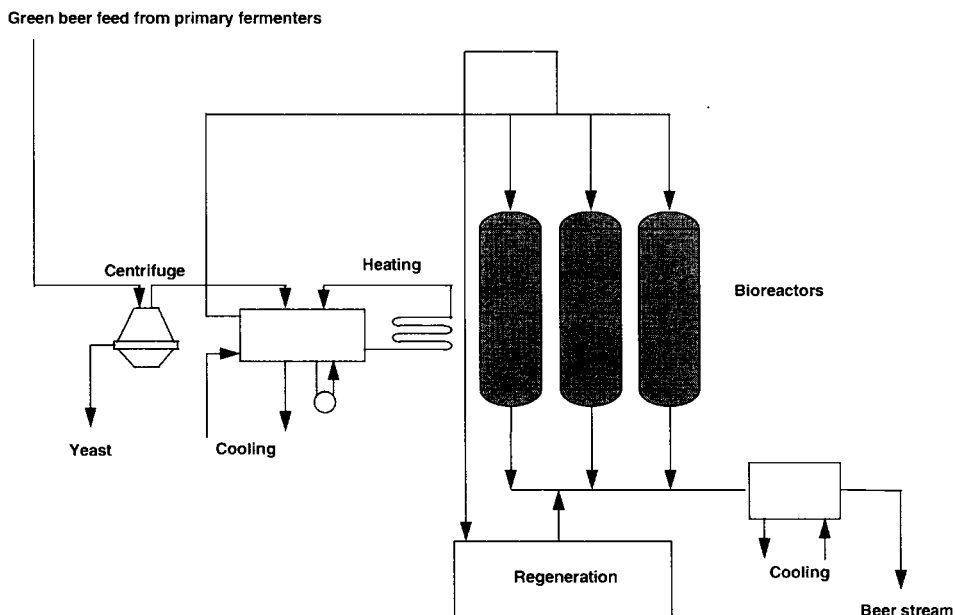 Green beer feed from primary fermenters
Centrifuge
Heating
Bioreactors
Yeast
Cooling
Regeneration
Cooling
Beer stream